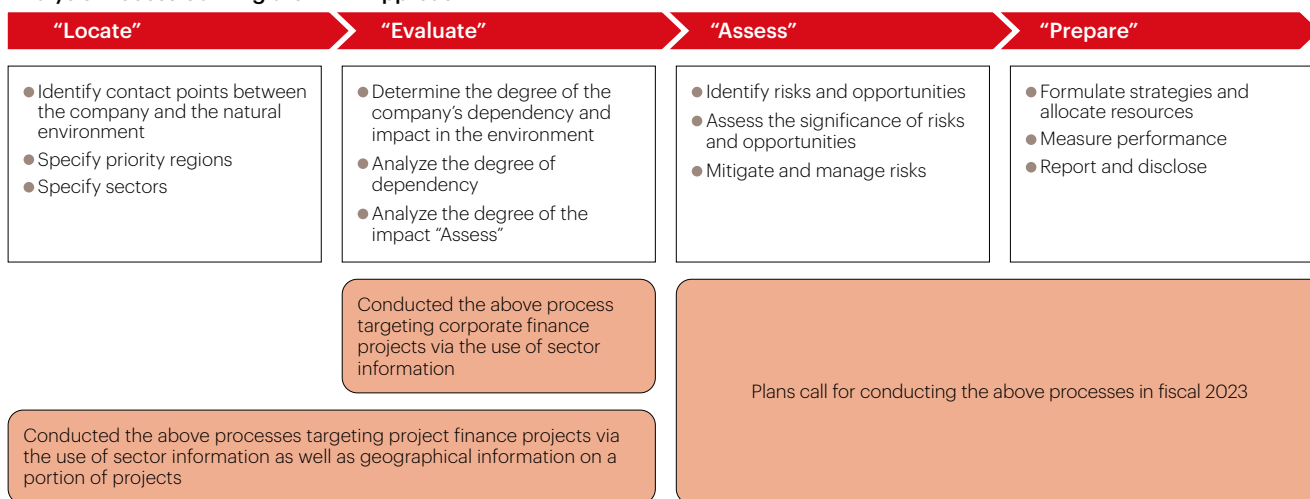 “Locate”
“Evaluate”
“Assess”
“Prepare”
● Identify contact points between
the company and the natural
environment
● Specify priority regions
● Specify sectors
● Determine the degree of the
company’s dependency and
impact in the environment
● Analyze the degree of
dependency
● Analyze the degree of the
impact “Assess”
● Identify risks and opportunities
● Assess the significance of risks
and opportunities
● Mitigate and manage risks
● Formulate strategies and
allocate resources
● Measure performance
● Report and disclose
Conducted the above process
targeting corporate finance
projects via the use of sector
information
Plans call for conducting the above processes in fiscal 2023
Conducted the above processes targeting project finance projects via
the use of sector information as well as geographical information on a
portion of projects